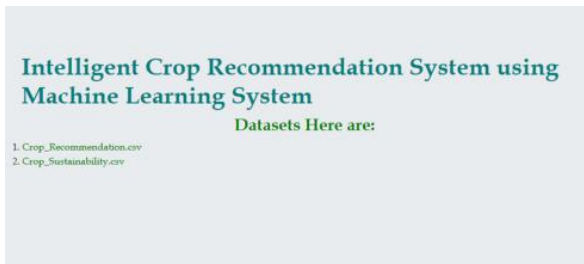 Intelligent Crop Recommendation System using
Machine Learning System
Datasets Here are:
1. Crop_Recommendation.csv
2. Crop_Sustainability.csv